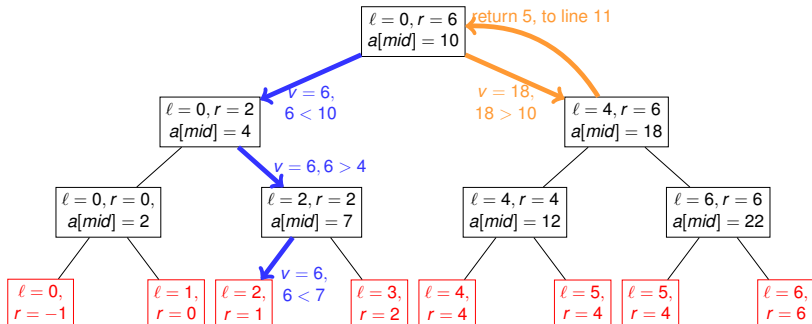 ℓ = 0, r = 6
a[mid] = 10
return 5, to line 11
v = 6,
6 < 10
v = 18,
18 > 10
ℓ = 0, r = 2
a[mid] = 4
ℓ = 4, r = 6
a[mid] = 18
v = 6, 6 > 4
ℓ = 0, r = 0,
a[mid] = 2
ℓ = 2, r = 2
a[mid] = 7
ℓ = 4, r = 4
a[mid] = 12
ℓ = 6, r = 6
a[mid] = 22
v = 6,
6 < 7
ℓ = 0,
r = −1
ℓ = 1,
r = 0
ℓ = 2,
r = 1
ℓ = 3,
r = 2
ℓ = 4,
r = 4
ℓ = 5,
r = 4
ℓ = 5,
r = 4
ℓ = 6,
r = 6